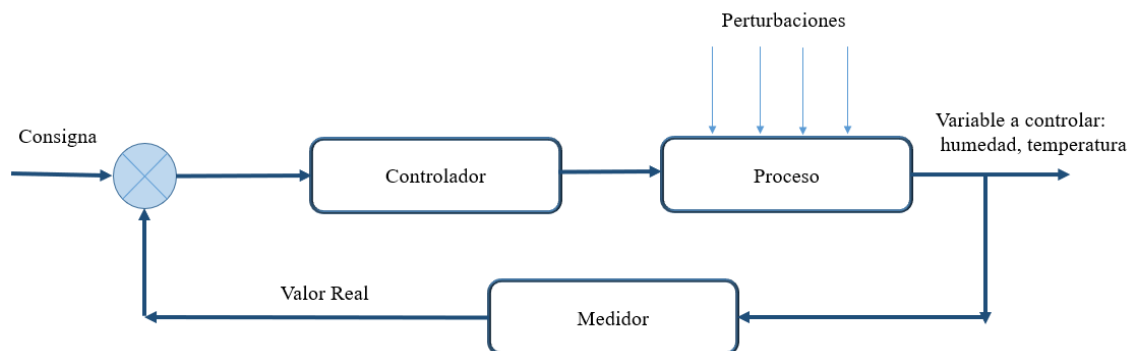 Perturbaciones
Consigna
Variable a controlar:
humedad, temperatura
Controlador
Proceso
Valor Real
Medidor